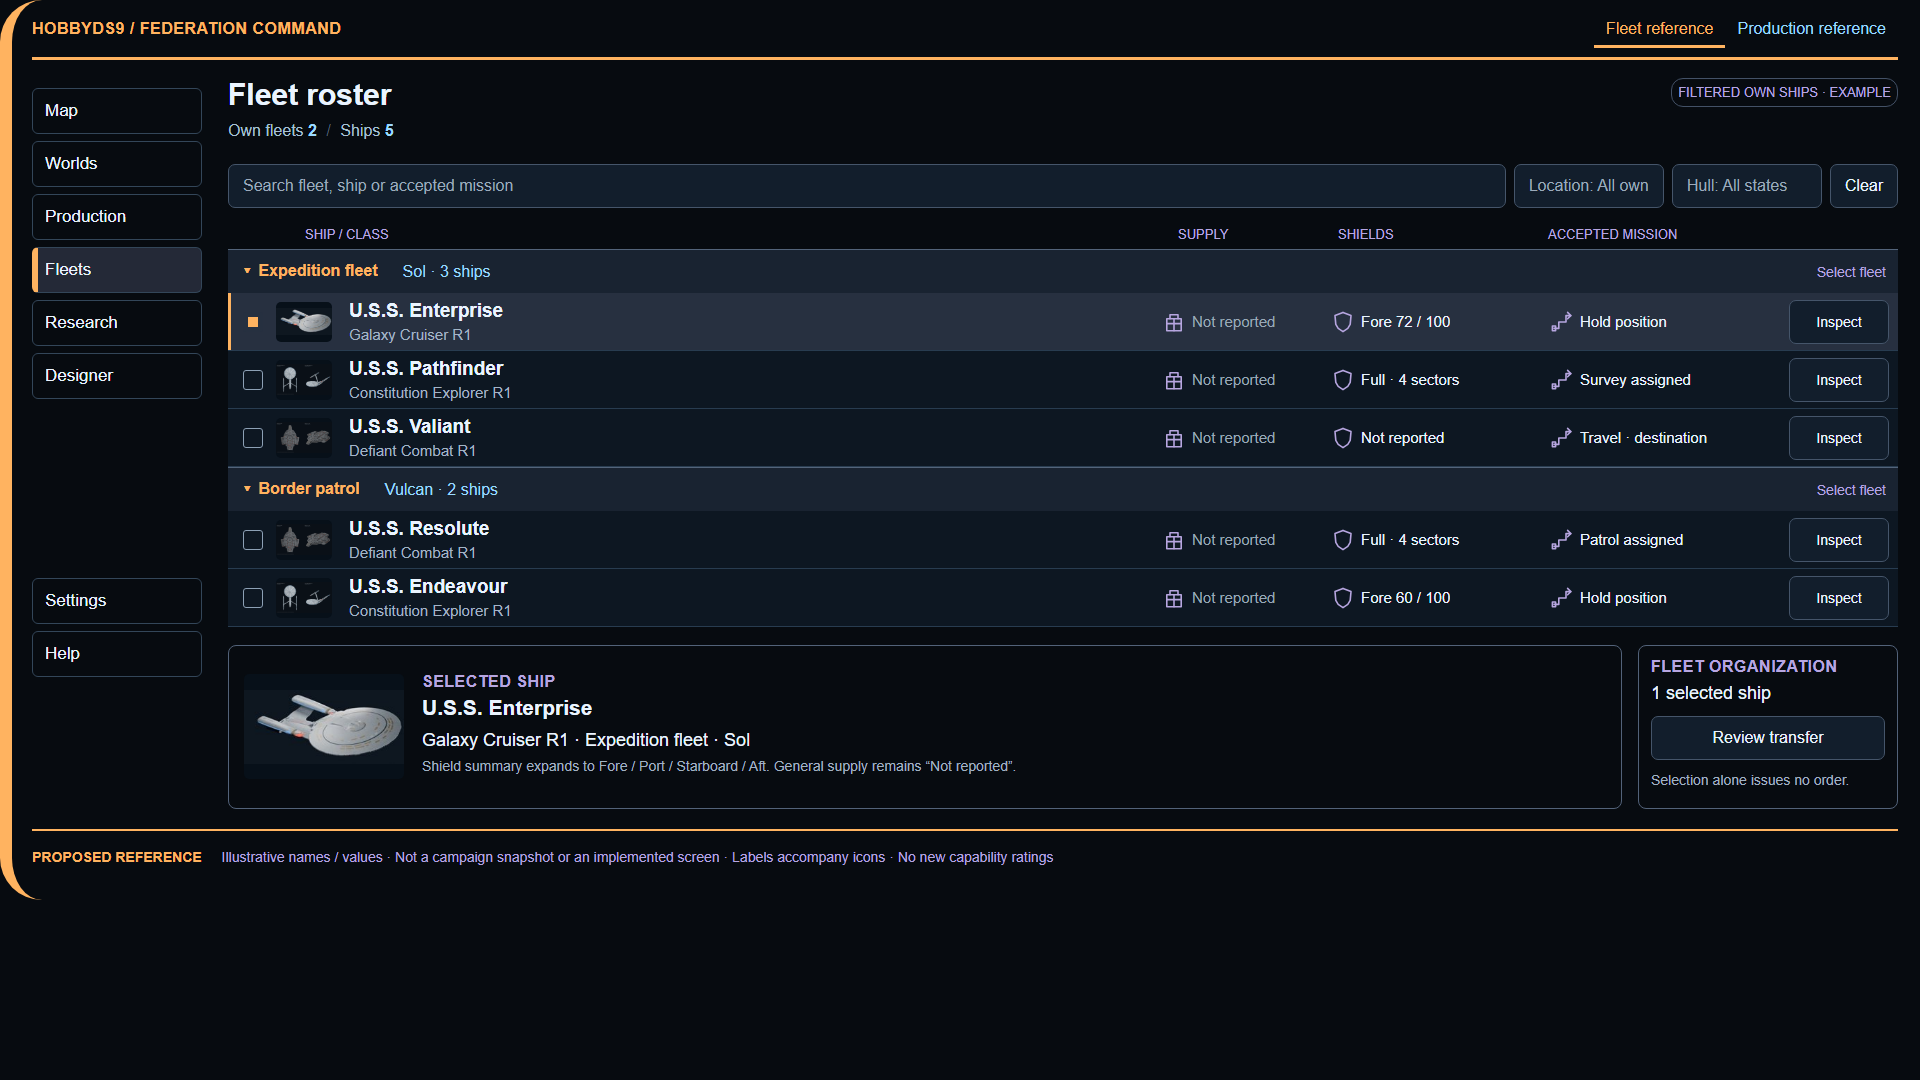 HOBBYDS9 / FEDERATION COMMAND
Fleet reference
Production reference
Map
Worlds
Production
Fleets
Research
Designer
Settings
Help
Fleet roster
FILTERED OWN SHIPS · EXAMPLE
Own fleets 2 / Ships 5
Search fleet, ship or accepted mission
Location: All own
Hull: All states
Clear
SHIP / CLASS SUPPLY SHIELDS ACCEPTED MISSION
Expedition fleet Sol · 3 ships Select fleet
U.S.S. Enterprise
Galaxy Cruiser R1
Not reported Fore 72 / 100 Hold position Inspect
U.S.S. Pathfinder
Constitution Explorer R1
Not reported Full · 4 sectors Survey assigned Inspect
U.S.S. Valiant
Defiant Combat R1
Not reported Not reported Travel · destination Inspect
Border patrol Vulcan · 2 ships Select fleet
U.S.S. Resolute
Defiant Combat R1
Not reported Full · 4 sectors Patrol assigned Inspect
U.S.S. Endeavour
Constitution Explorer R1
Not reported Fore 60 / 100 Hold position Inspect
SELECTED SHIP
U.S.S. Enterprise
Galaxy Cruiser R1 · Expedition fleet · Sol
Shield summary expands to Fore / Port / Starboard / Aft. General supply remains “Not reported”.
FLEET ORGANIZATION
1 selected ship
Review transfer
Selection alone issues no order.
PROPOSED REFERENCE Illustrative names / values · Not a campaign snapshot or an implemented screen · Labels accompany icons · No new capability ratings